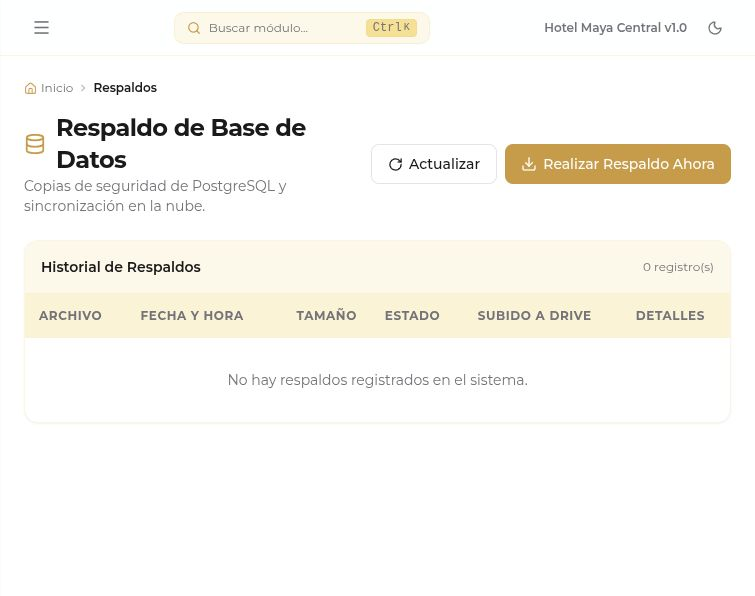 Buscar módulo... Ctrl K Hotel Maya Central v1.0
Inicio > Respaldos
Respaldo de Base de
Datos
Actualizar Realizar Respaldo Ahora
Copias de seguridad de PostgreSQL y
sincronización en la nube.
Historial de Respaldos 0 registro(s)
ARCHIVO FECHA Y HORA TAMAÑO ESTADO SUBIDO A DRIVE DETALLES
No hay respaldos registrados en el sistema.